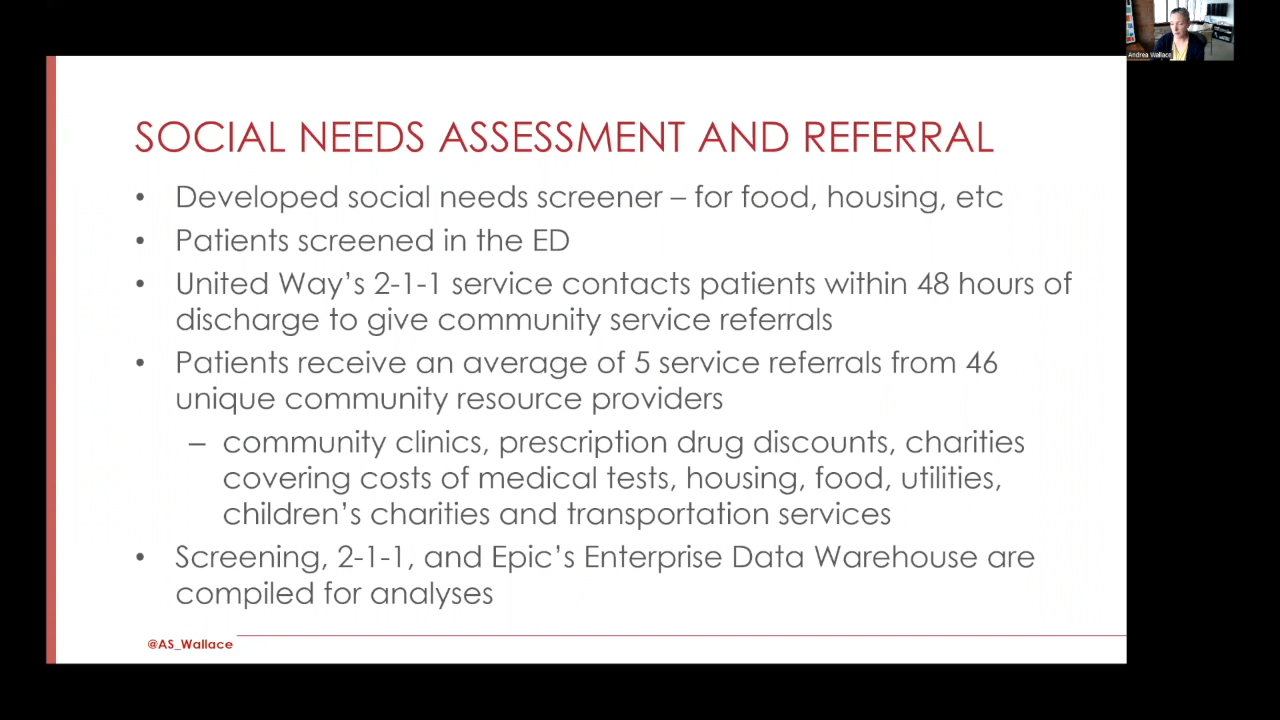 Andrea Wallace
SOCIAL NEEDS ASSESSMENT AND REFERRAL
• Developed social needs screener – for food, housing, etc
• Patients screened in the ED
• United Way’s 2-1-1 service contacts patients within 48 hours of
discharge to give community service referrals
• Patients receive an average of 5 service referrals from 46
unique community resource providers
– community clinics, prescription drug discounts, charities
covering costs of medical tests, housing, food, utilities,
children’s charities and transportation services
• Screening, 2-1-1, and Epic’s Enterprise Data Warehouse are
compiled for analyses
@AS_Wallace